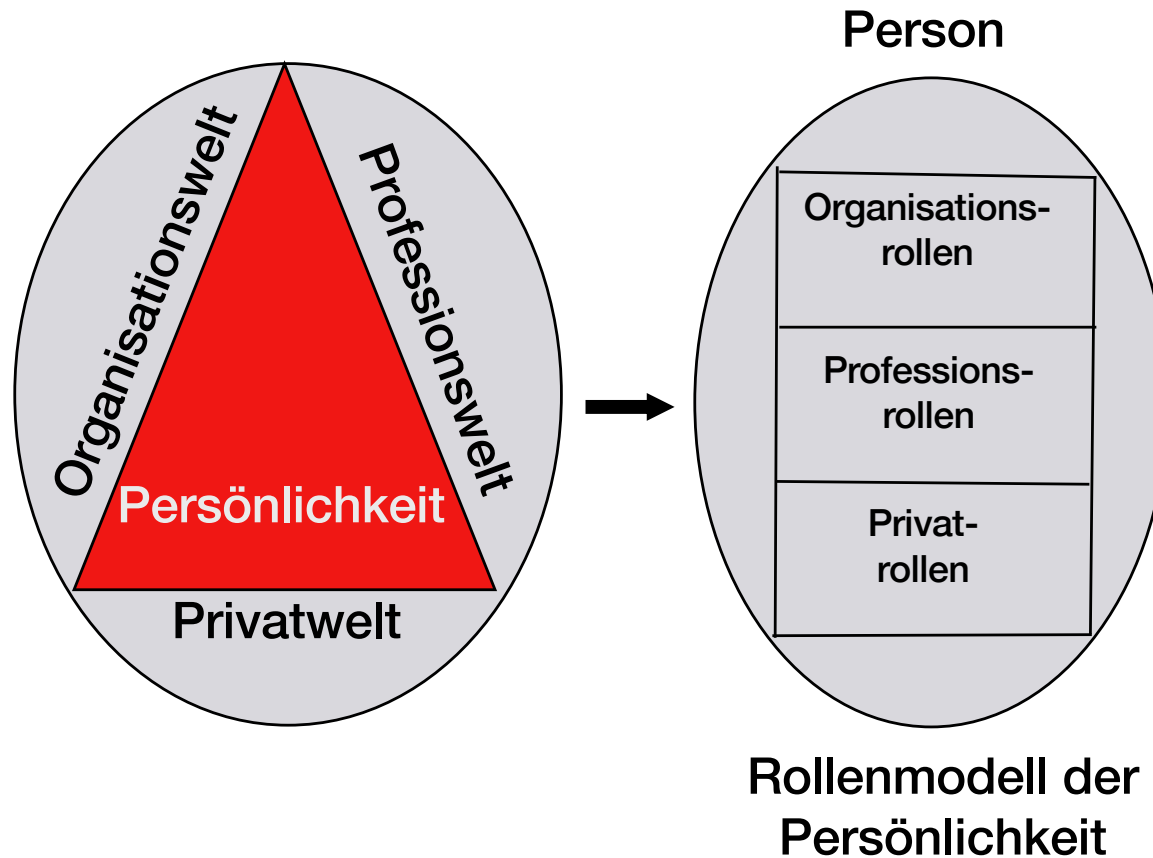 Organisationswelt
Professionswelt
Persönlichkeit
Privatwelt
Person
Organisations-
rollen
Professions-
rollen
Privat-
rollen
Rollenmodell der
Persönlichkeit